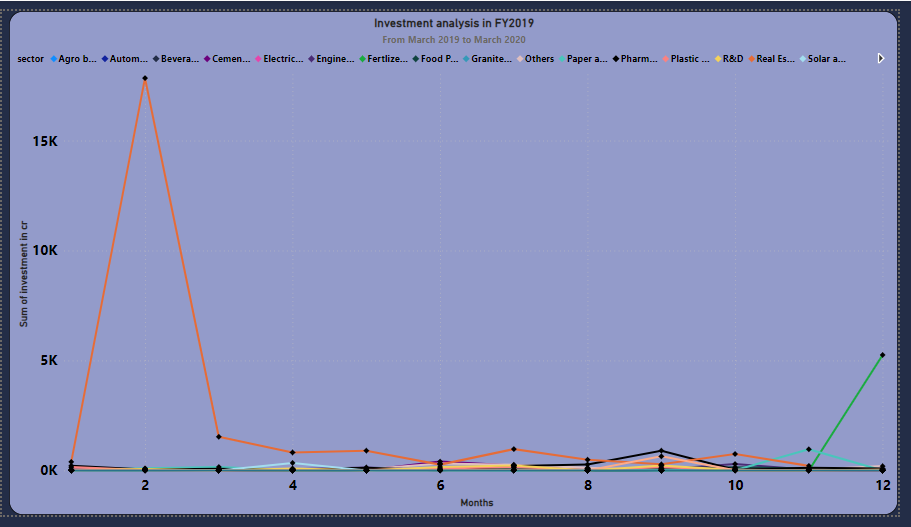 Investment analysis in FY2019
From March 2019 to March 2020
sector Agro b... Autom... Bevera... Cemen... Electric... Engine... Fertlize... Food P... Granite... Others Paper a... Pharm... Plastic ... R&D Real Es... Solar a...
15K
10K
5K
0K
Sum of investment in cr
2 4 6 8 10 12
Months